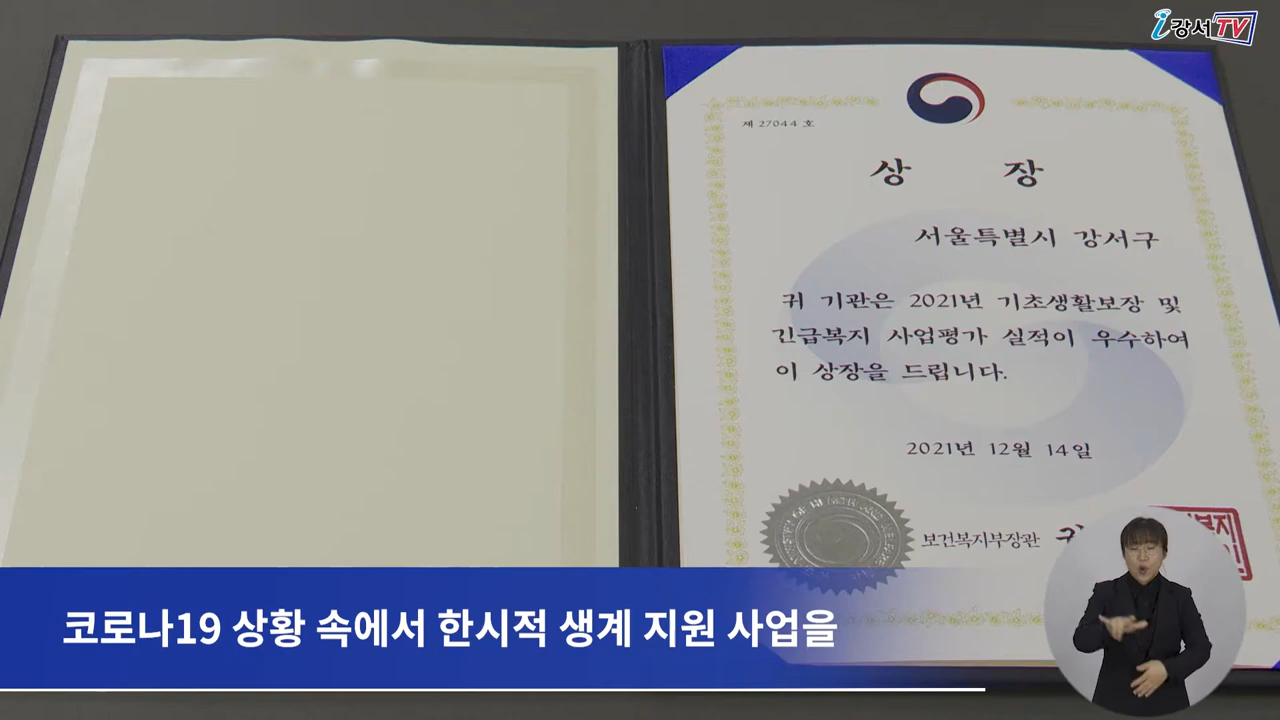 i강서TV
제 27044 호
상 장
서울특별시 강서구
귀 기관은 2021년 기초생활보장 및
긴급복지 사업평가 실적이 우수하여
이 상장을 드립니다.
2021년 12월 14일
보건복지부장관
코로나19 상황 속에서 한시적 생계 지원 사업을